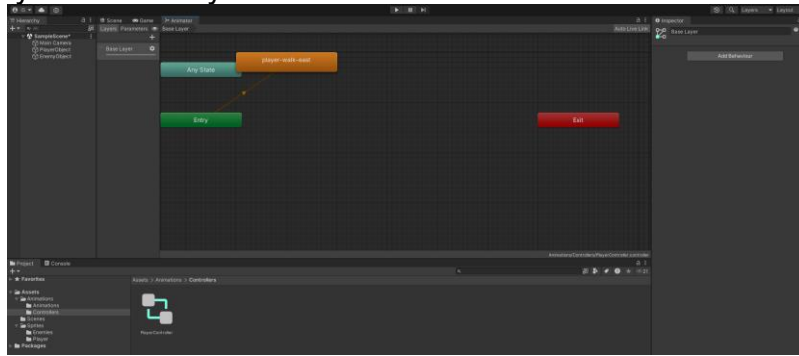 Layers
Layout
Hierarchy
Scene
Game
Animator
Inspector
Layers
Parameters
Base Layer
Auto Live Link
Base Layer
SampleScene*
Main Camera
PlayerObject
EnemyObject
Base Layer
player-walk-east
Any State
Add Behaviour
Entry
Exit
Animations/Controllers/PlayerController.controller
Project
Console
Favorites
Assets > Animations > Controllers
Assets
Animations
Animations
Controllers
Scenes
Sprites
Enemies
Player
Packages
PlayerController